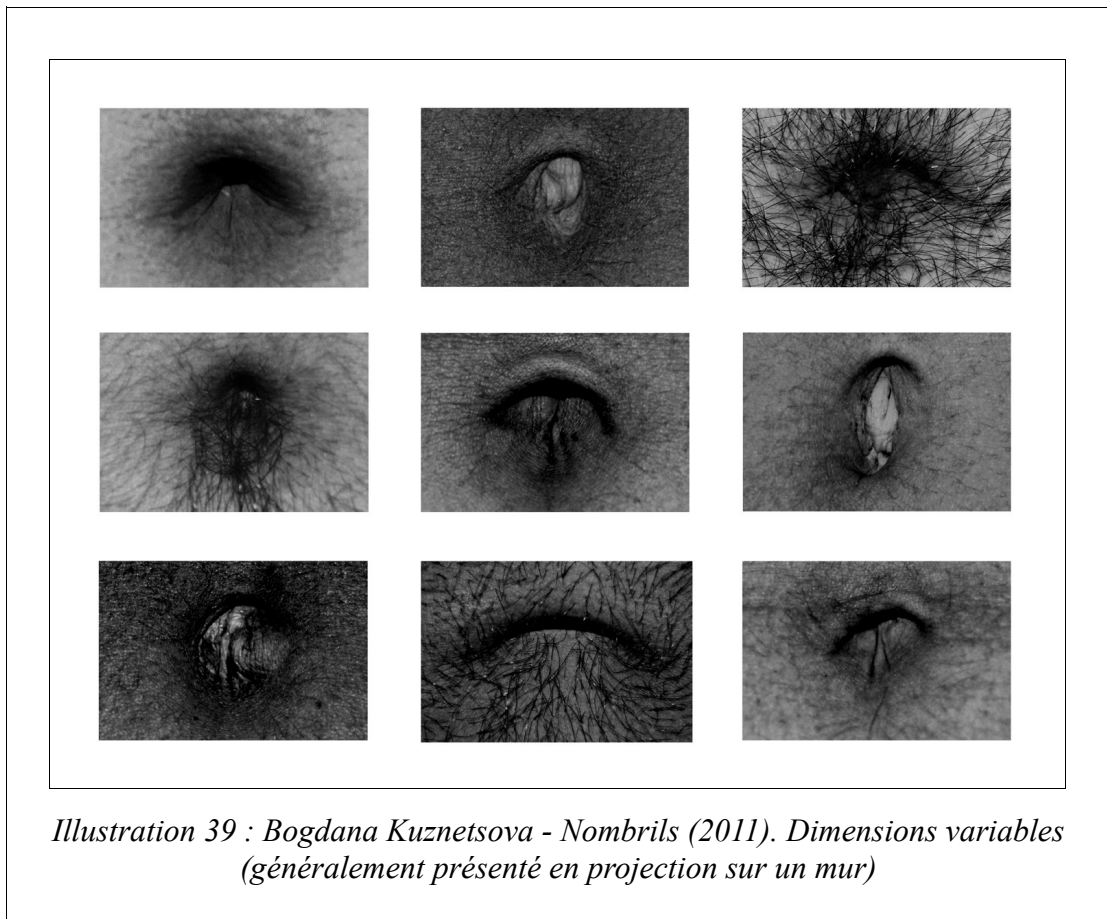 Illustration 39 : Bogdana Kuznetsova - Nombrils (2011). Dimensions variables
(généralement présenté en projection sur un mur)